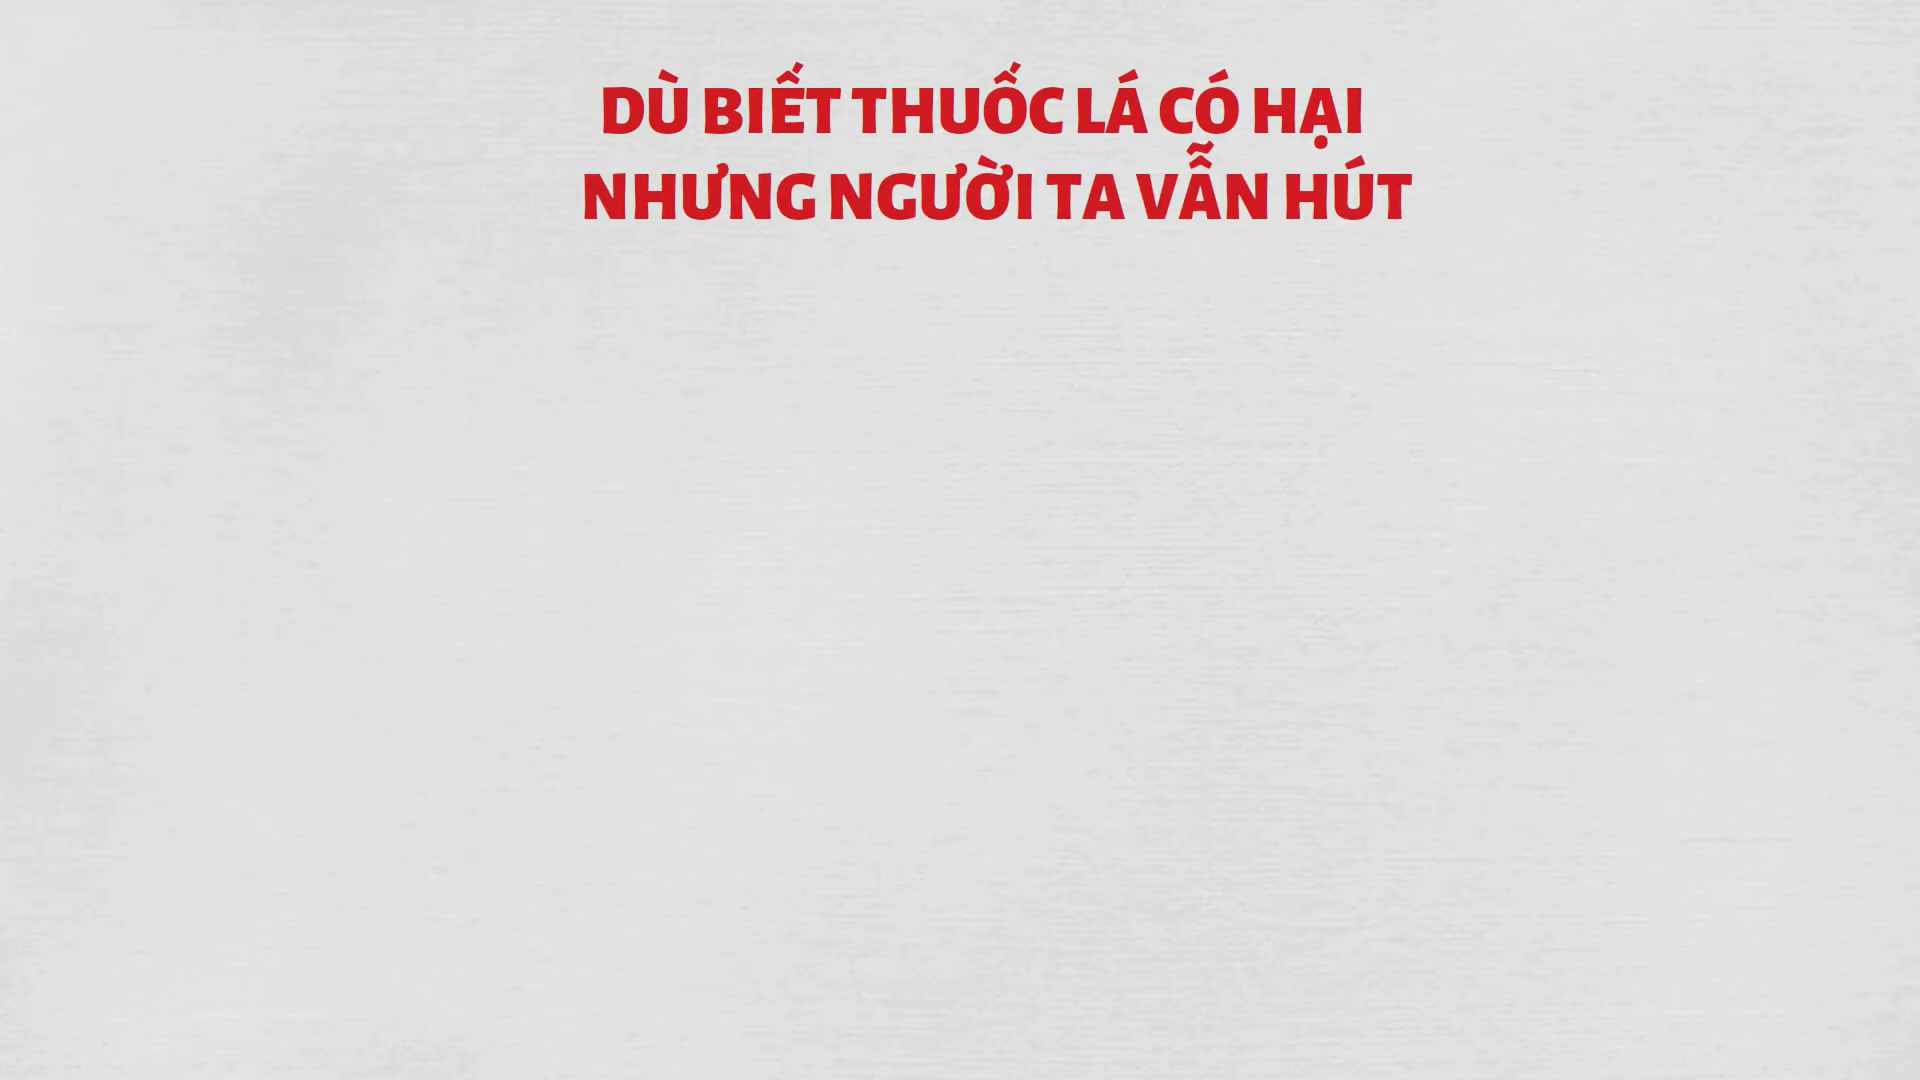 DÙ BIẾT THUỐC LÁ CÓ HẠI
NHƯNG NGƯỜI TA VẪN HÚT